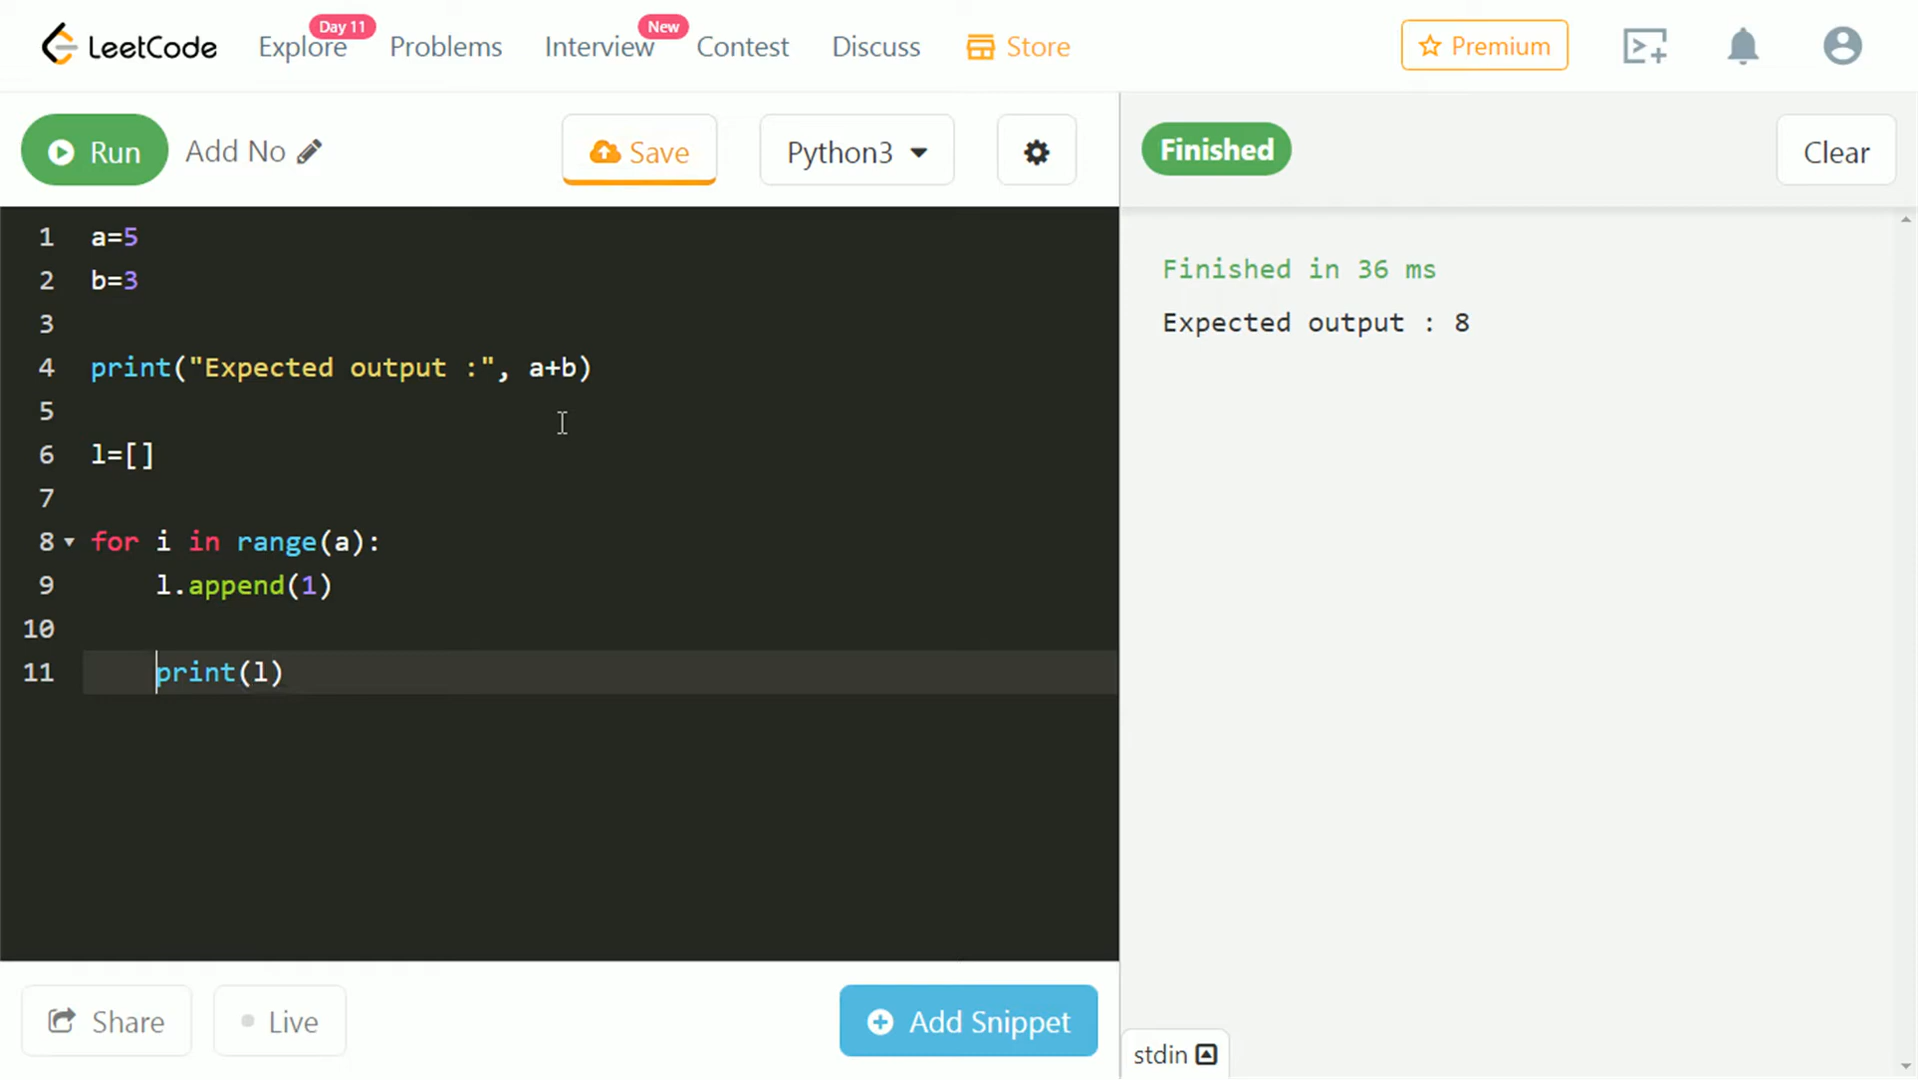 LeetCode Explore Day 11 Problems Interview New Contest Discuss Store Premium
Run Add No Save Python3 Finished Clear
1 a=5
2 b=3
3
4 print("Expected output :", a+b)
5
6 l=[]
7
8 for i in range(a):
9 l.append(1)
10
11 print(l)
Finished in 36 ms
Expected output : 8
Share Live Add Snippet stdin